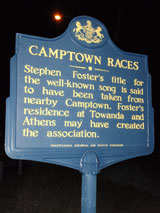 CAMPTOWN RACES
Stephen Foster's title for
the well-known song is said
to have been taken from
nearby Camptown. Foster's
residence at Towanda and
Athens may have created
the association.